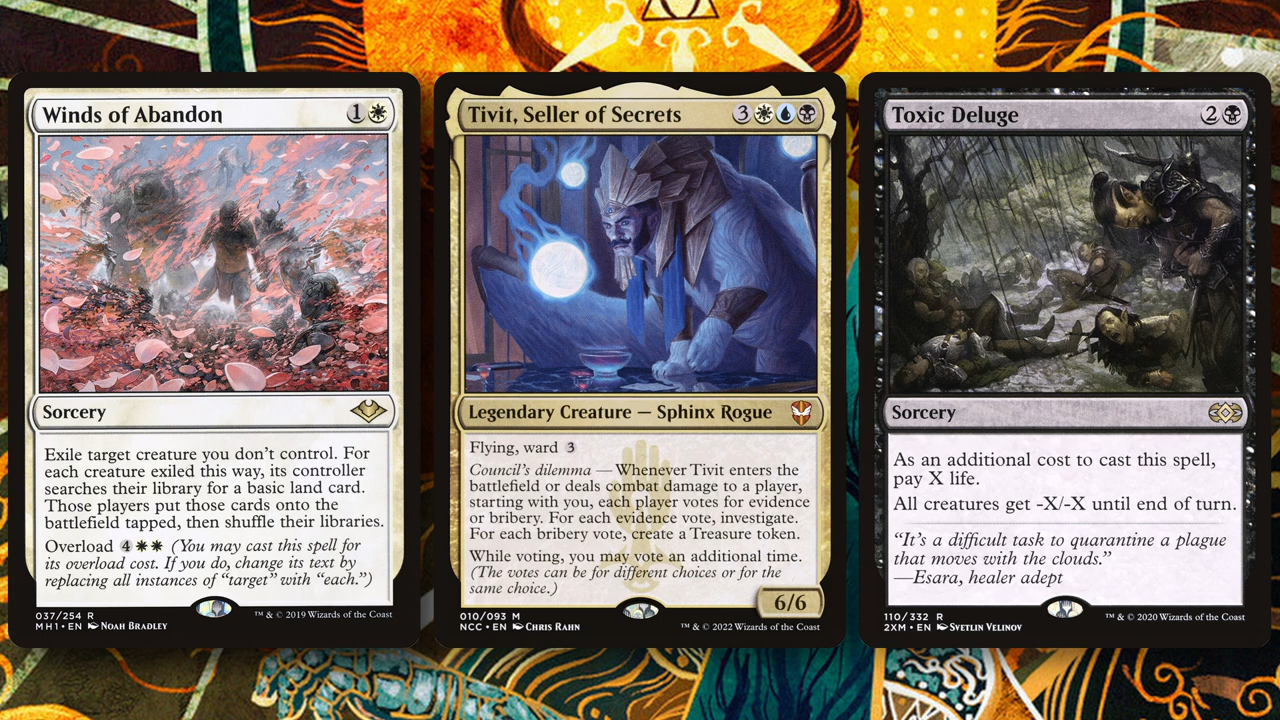 Winds of Abandon 1
Sorcery
Exile target creature you don't control. For
each creature exiled this way, its controller
searches their library for a basic land card.
Those players put those cards onto the
battlefield tapped, then shuffle their libraries.
Overload 4 (You may cast this spell for
its overload cost. If you do, change its text by
replacing all instances of "target" with "each.")
037/254 R
MH1 • EN Noah Bradley
™ & © 2019 Wizards of the Coast
Tivit, Seller of Secrets 3
Legendary Creature — Sphinx Rogue
Flying, ward 3
Council's dilemma — Whenever Tivit enters the
battlefield or deals combat damage to a player,
starting with you, each player votes for evidence
or bribery. For each evidence vote, investigate.
For each bribery vote, create a Treasure token.
While voting, you may vote an additional time.
(The votes can be for different choices or for the
same choice.)
6/6
010/093 M
NCC • EN Chris Rahn
™ & © 2022 Wizards of the Coast
Toxic Deluge 2
Sorcery
As an additional cost to cast this spell,
pay X life.
All creatures get -X/-X until end of turn.
"It's a difficult task to quarantine a plague
that moves with the clouds."
—Esara, healer adept
110/332 R
2XM • EN Svetlin Velinov
™ & © 2020 Wizards of the Coast